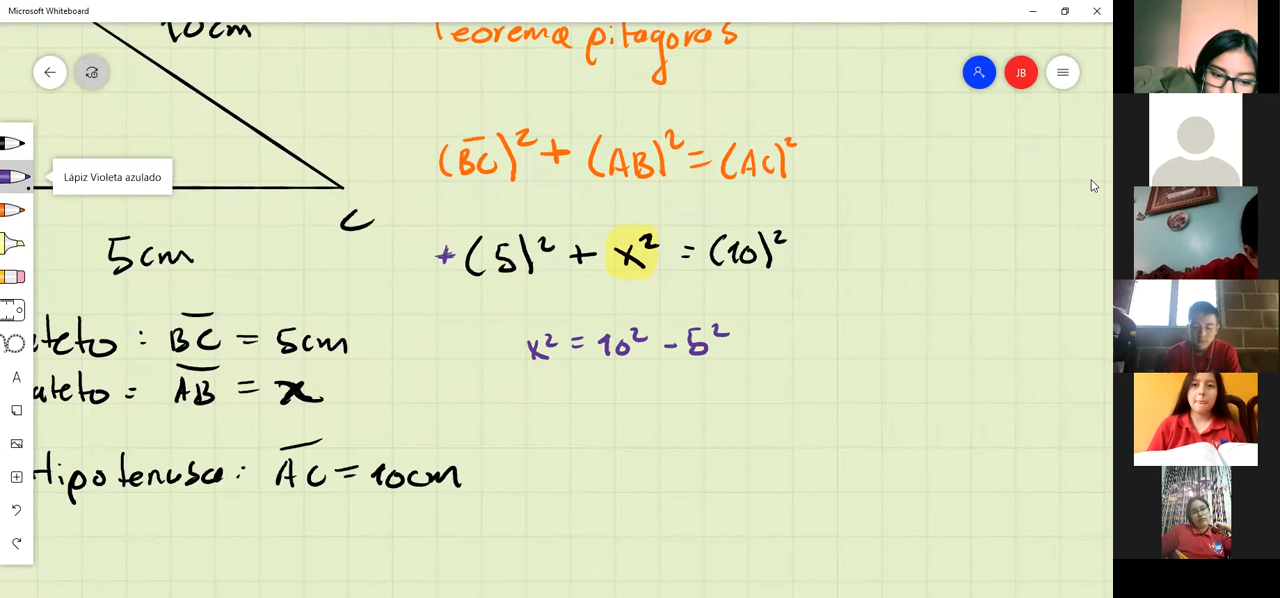 Microsoft Whiteboard
10cm
Teorema pitagoras
JB
(BC)² + (AB)² = (AC)²
Lápiz Violeta azulado
C
5cm
+ (5)² + x² = (10)²
ateto : BC = 5cm
x² = 10² - 5²
ateto = AB = x
A
Hipotenusa : AC = 10cm